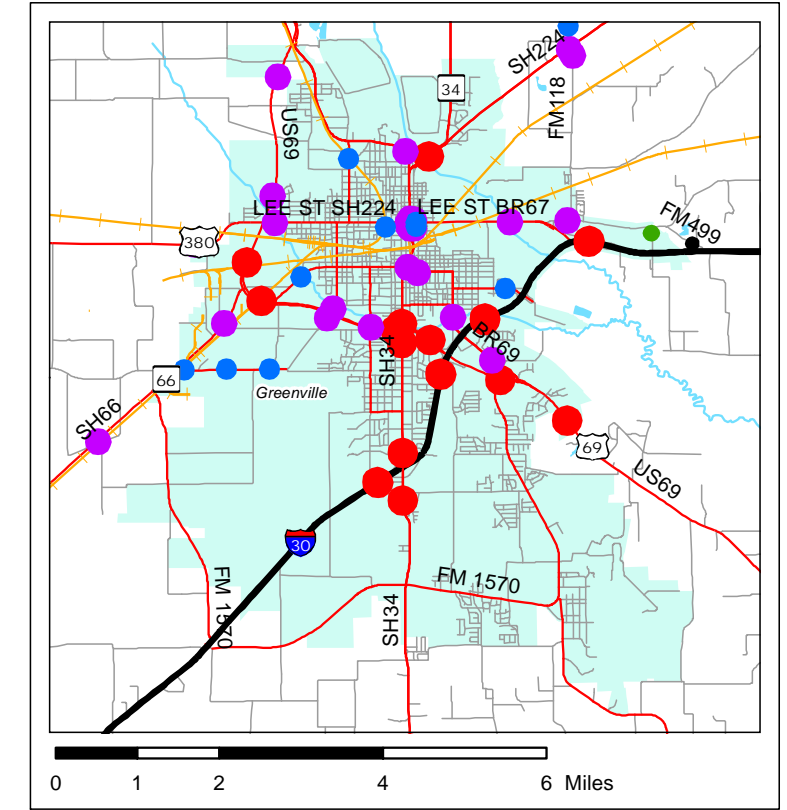 SH224
34
FM118
US69
LEE ST SH224
LEE ST BR67
FM499
380
BR69
SH34
66
Greenville
SH66
69
US69
30
FM 1570
FM 1570
SH34
0 1 2 4 6 Miles